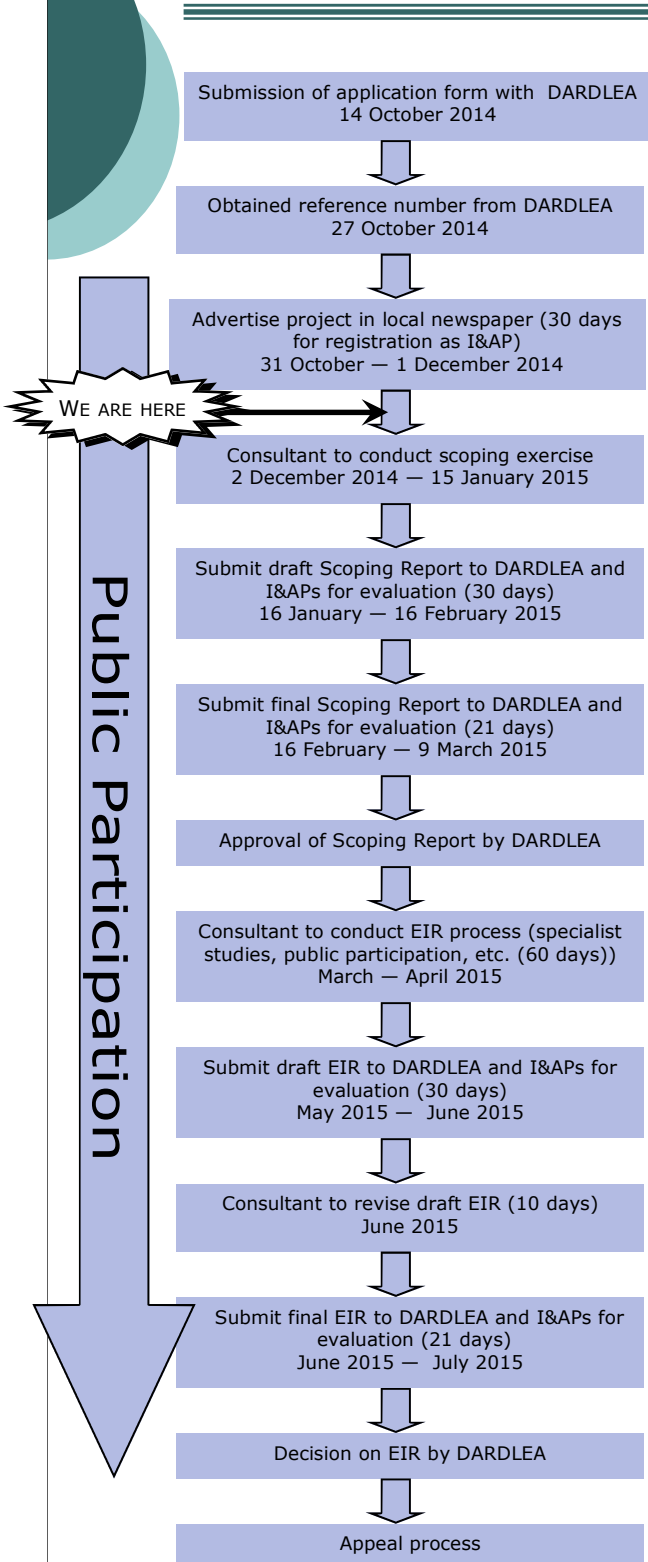 Submission of application form with DARDLEA
14 October 2014
Obtained reference number from DARDLEA
27 October 2014
Advertise project in local newspaper (30 days
for registration as I&AP)
31 October — 1 December 2014
WE ARE HERE
Consultant to conduct scoping exercise
2 December 2014 — 15 January 2015
Submit draft Scoping Report to DARDLEA and
I&APs for evaluation (30 days)
16 January — 16 February 2015
Submit final Scoping Report to DARDLEA and
I&APs for evaluation (21 days)
16 February — 9 March 2015
Approval of Scoping Report by DARDLEA
Consultant to conduct EIR process (specialist
studies, public participation, etc. (60 days))
March — April 2015
Submit draft EIR to DARDLEA and I&APs for
evaluation (30 days)
May 2015 — June 2015
Consultant to revise draft EIR (10 days)
June 2015
Submit final EIR to DARDLEA and I&APs for
evaluation (21 days)
June 2015 — July 2015
Decision on EIR by DARDLEA
Appeal process
Public Participation